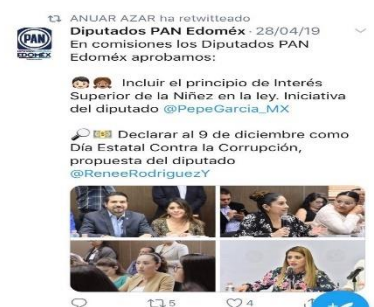 ANUAR AZAR ha retwitteado
PAN
EDOMÉX
Diputados PAN Edoméx · 28/04/19
En comisiones los Diputados PAN
Edoméx aprobamos:
Incluir el principio de Interés
Superior de la Niñez en la ley. Iniciativa
del diputado @PepeGarcia_MX
Declarar al 9 de diciembre como
Día Estatal Contra la Corrupción,
propuesta del diputado
@ReneeRodriguezY
5
4